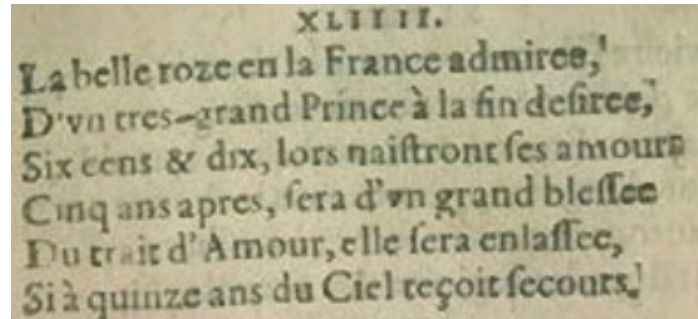 XLIIII.
La belle roze en la France admiree,
D'vn tres-grand Prince à la fin desiree,
Six cens & dix, lors naiſtront ſes amours
Cinq ans apres, ſera d'vn grand bleſſee
Du trait d'Amour, elle ſera enlaſſee,
Si à quinze ans du Ciel reçoit ſecours.